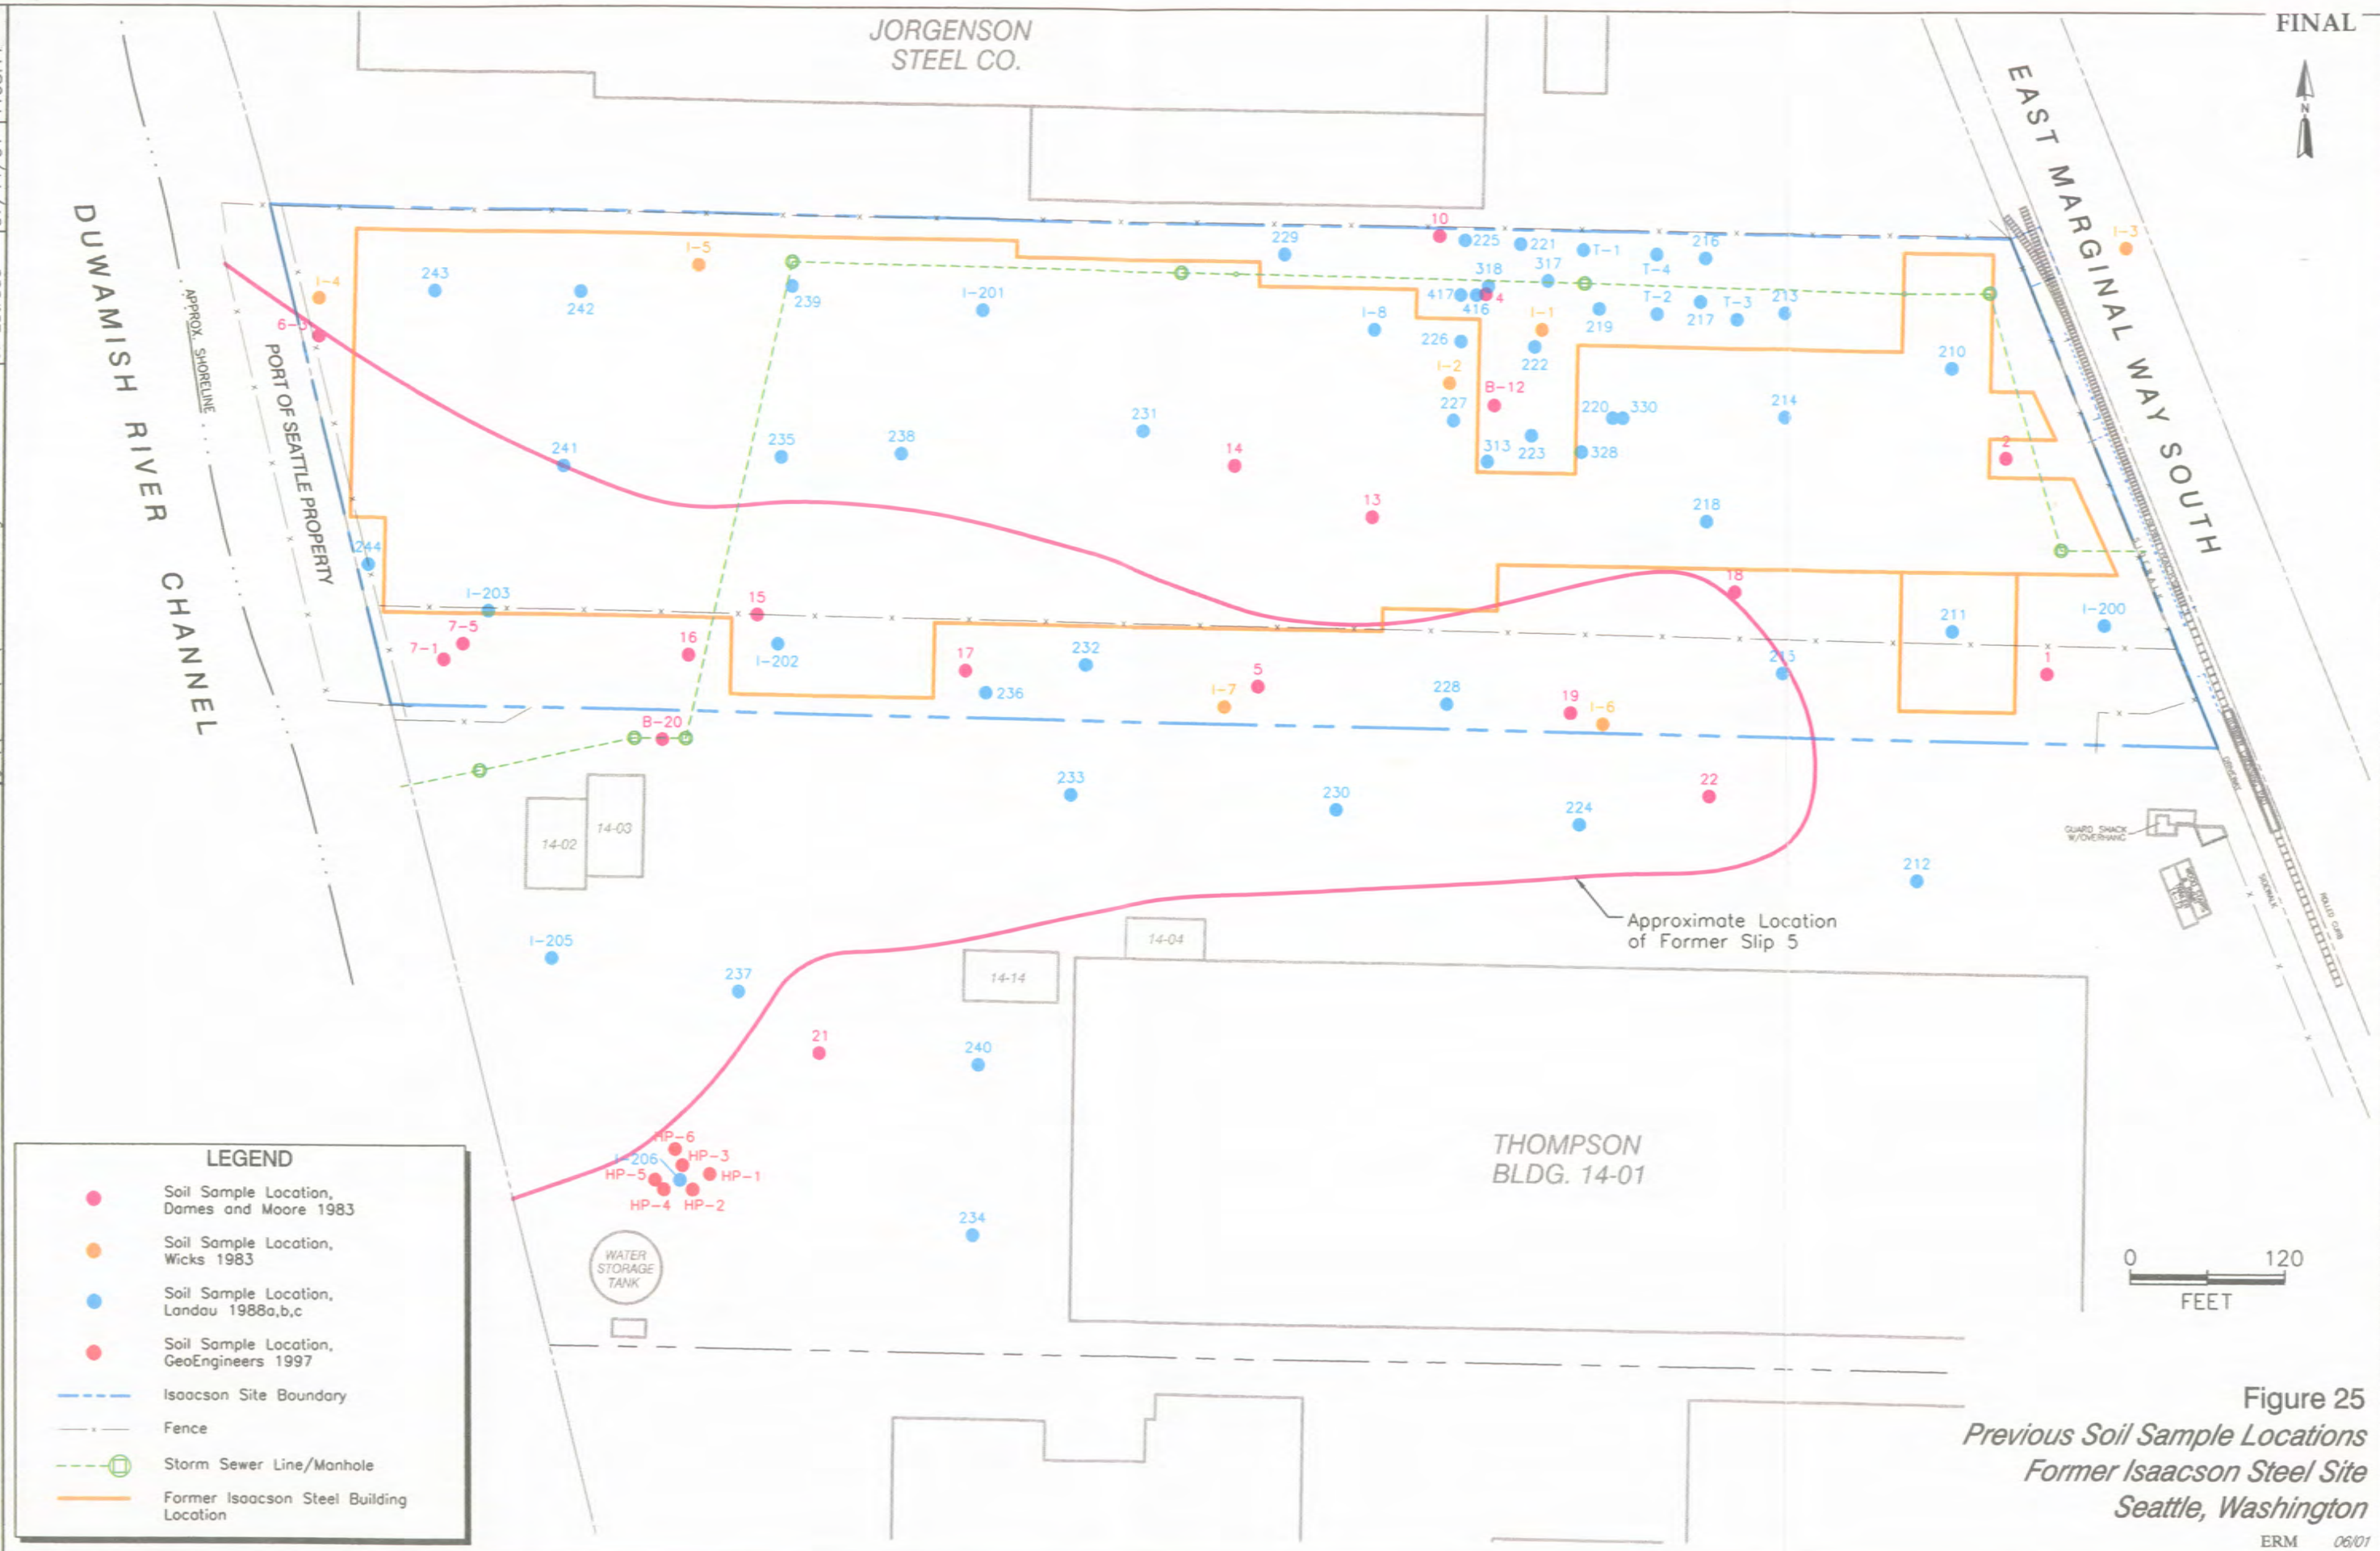 FINAL
JORGENSON
STEEL CO.
N
EAST MARGINAL WAY SOUTH
DUWAMISH RIVER CHANNEL
APPROX. SHORELINE
PORT OF SEATTLE PROPERTY
10
229
225
221
T-1
216
T-4
I-3
I-5
I-4
243
242
239
I-201
318
317
417
416
4
I-8
I-1
219
T-2
217
T-3
213
226
222
210
I-2
B-12
227
220
330
214
231
241
235
238
14
313
223
328
2
13
218
244
I-203
15
18
7-5
7-1
16
I-202
17
236
232
I-7
5
228
19
I-6
211
I-200
1
SIDEWALK
B-20
233
230
224
22
212
14-02
14-03
GUARD SHACK
W/OVERHANG
DRIVEWAY
SIDEWALK
ROLLED CURB
Approximate Location
of Former Slip 5
14-04
14-14
I-205
237
21
240
234
HP-6
HP-3
I-206
HP-5
HP-1
HP-4
HP-2
WATER
STORAGE
TANK
THOMPSON
BLDG. 14-01
0 120
FEET
LEGEND
Soil Sample Location,
Dames and Moore 1983
Soil Sample Location,
Wicks 1983
Soil Sample Location,
Landau 1988a,b,c
Soil Sample Location,
GeoEngineers 1997
Isaacson Site Boundary
Fence
Storm Sewer Line/Manhole
Former Isaacson Steel Building
Location
Figure 25
Previous Soil Sample Locations
Former Isaacson Steel Site
Seattle, Washington
ERM 06/01